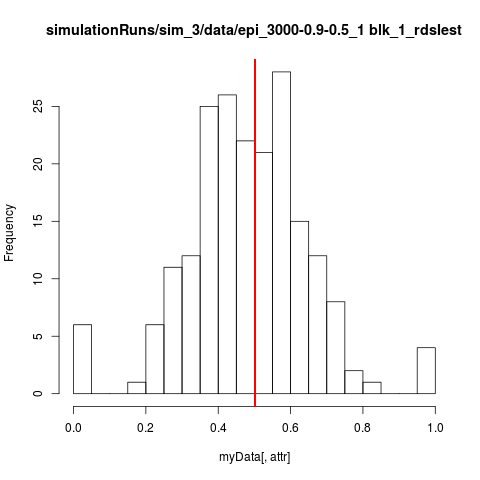 simulationRuns/sim_3/data/epi_3000-0.9-0.5_1 blk_1_rdslest
Frequency
25
20
15
10
5
0
0.0 0.2 0.4 0.6 0.8 1.0
myData[, attr]